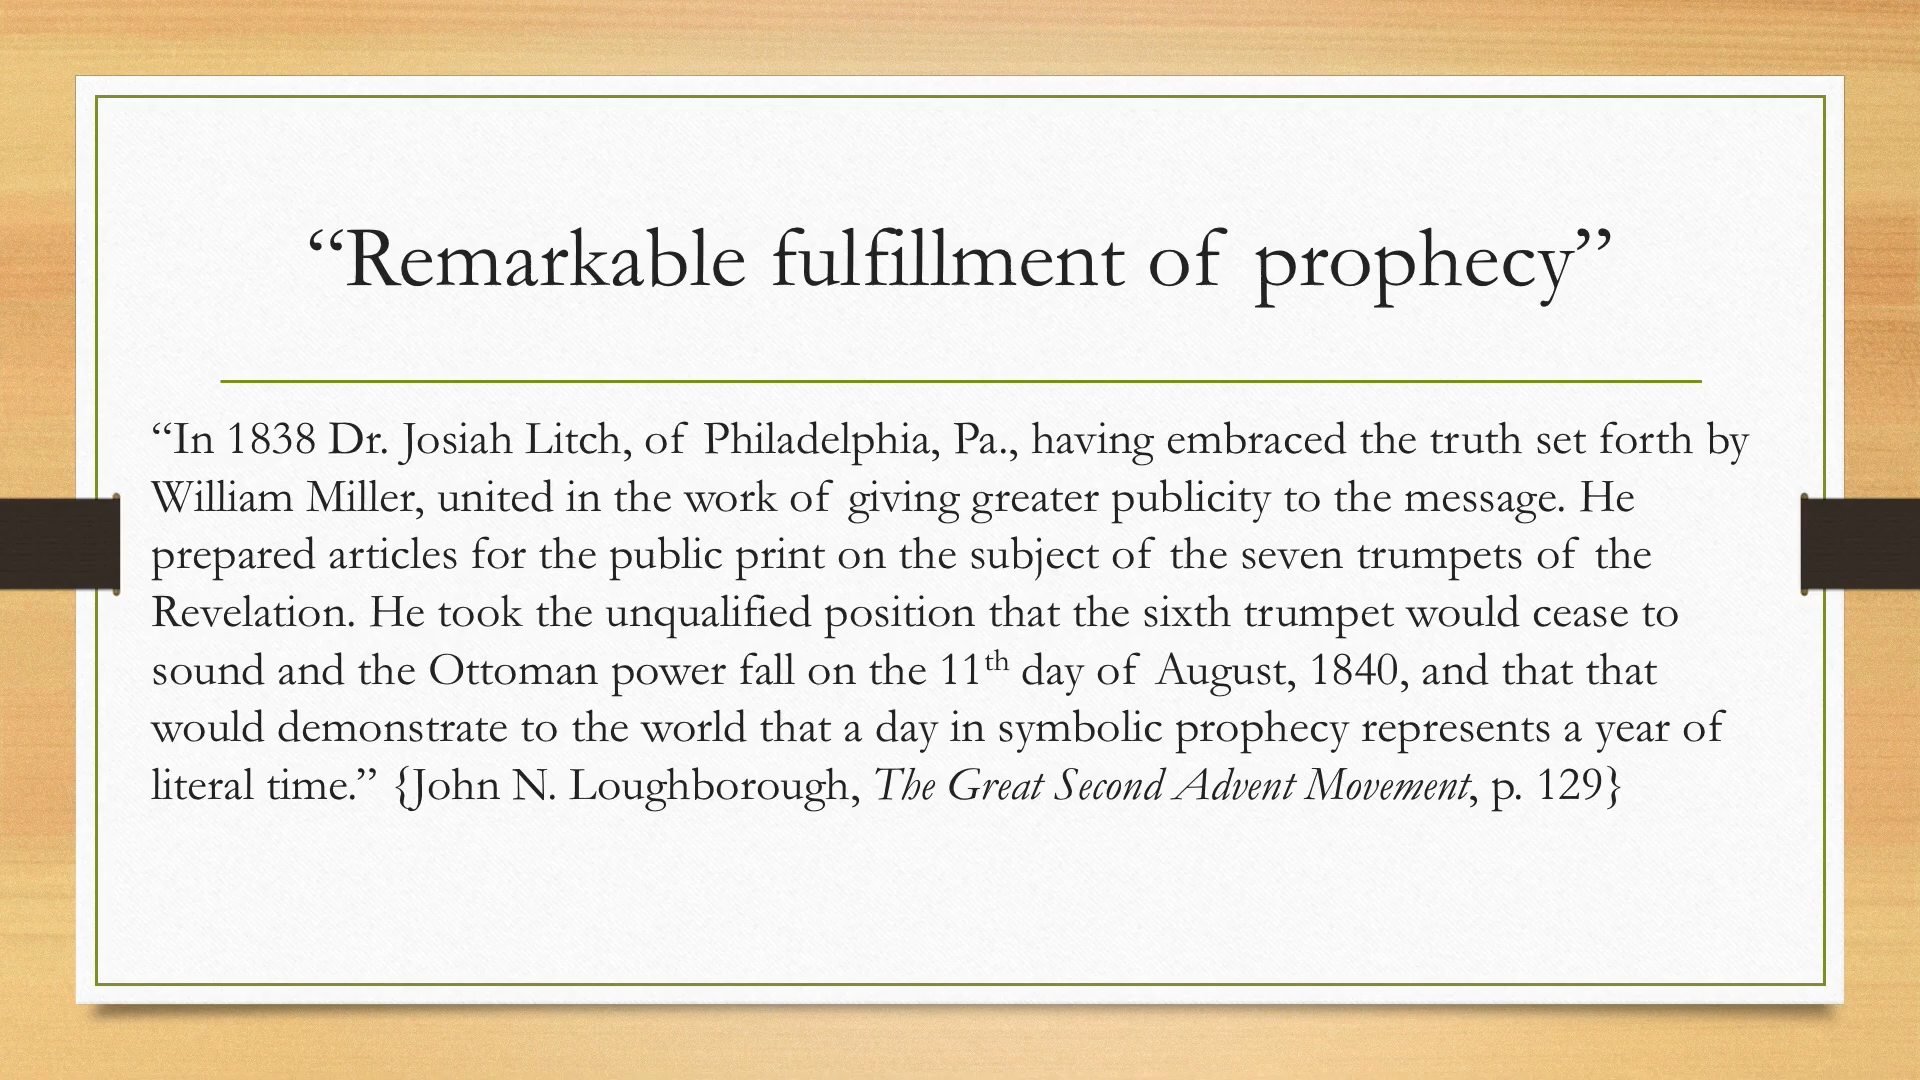 “Remarkable fulfillment of prophecy”
“In 1838 Dr. Josiah Litch, of Philadelphia, Pa., having embraced the truth set forth by
William Miller, united in the work of giving greater publicity to the message. He
prepared articles for the public print on the subject of the seven trumpets of the
Revelation. He took the unqualified position that the sixth trumpet would cease to
sound and the Ottoman power fall on the 11th day of August, 1840, and that that
would demonstrate to the world that a day in symbolic prophecy represents a year of
literal time.” {John N. Loughborough, The Great Second Advent Movement, p. 129}